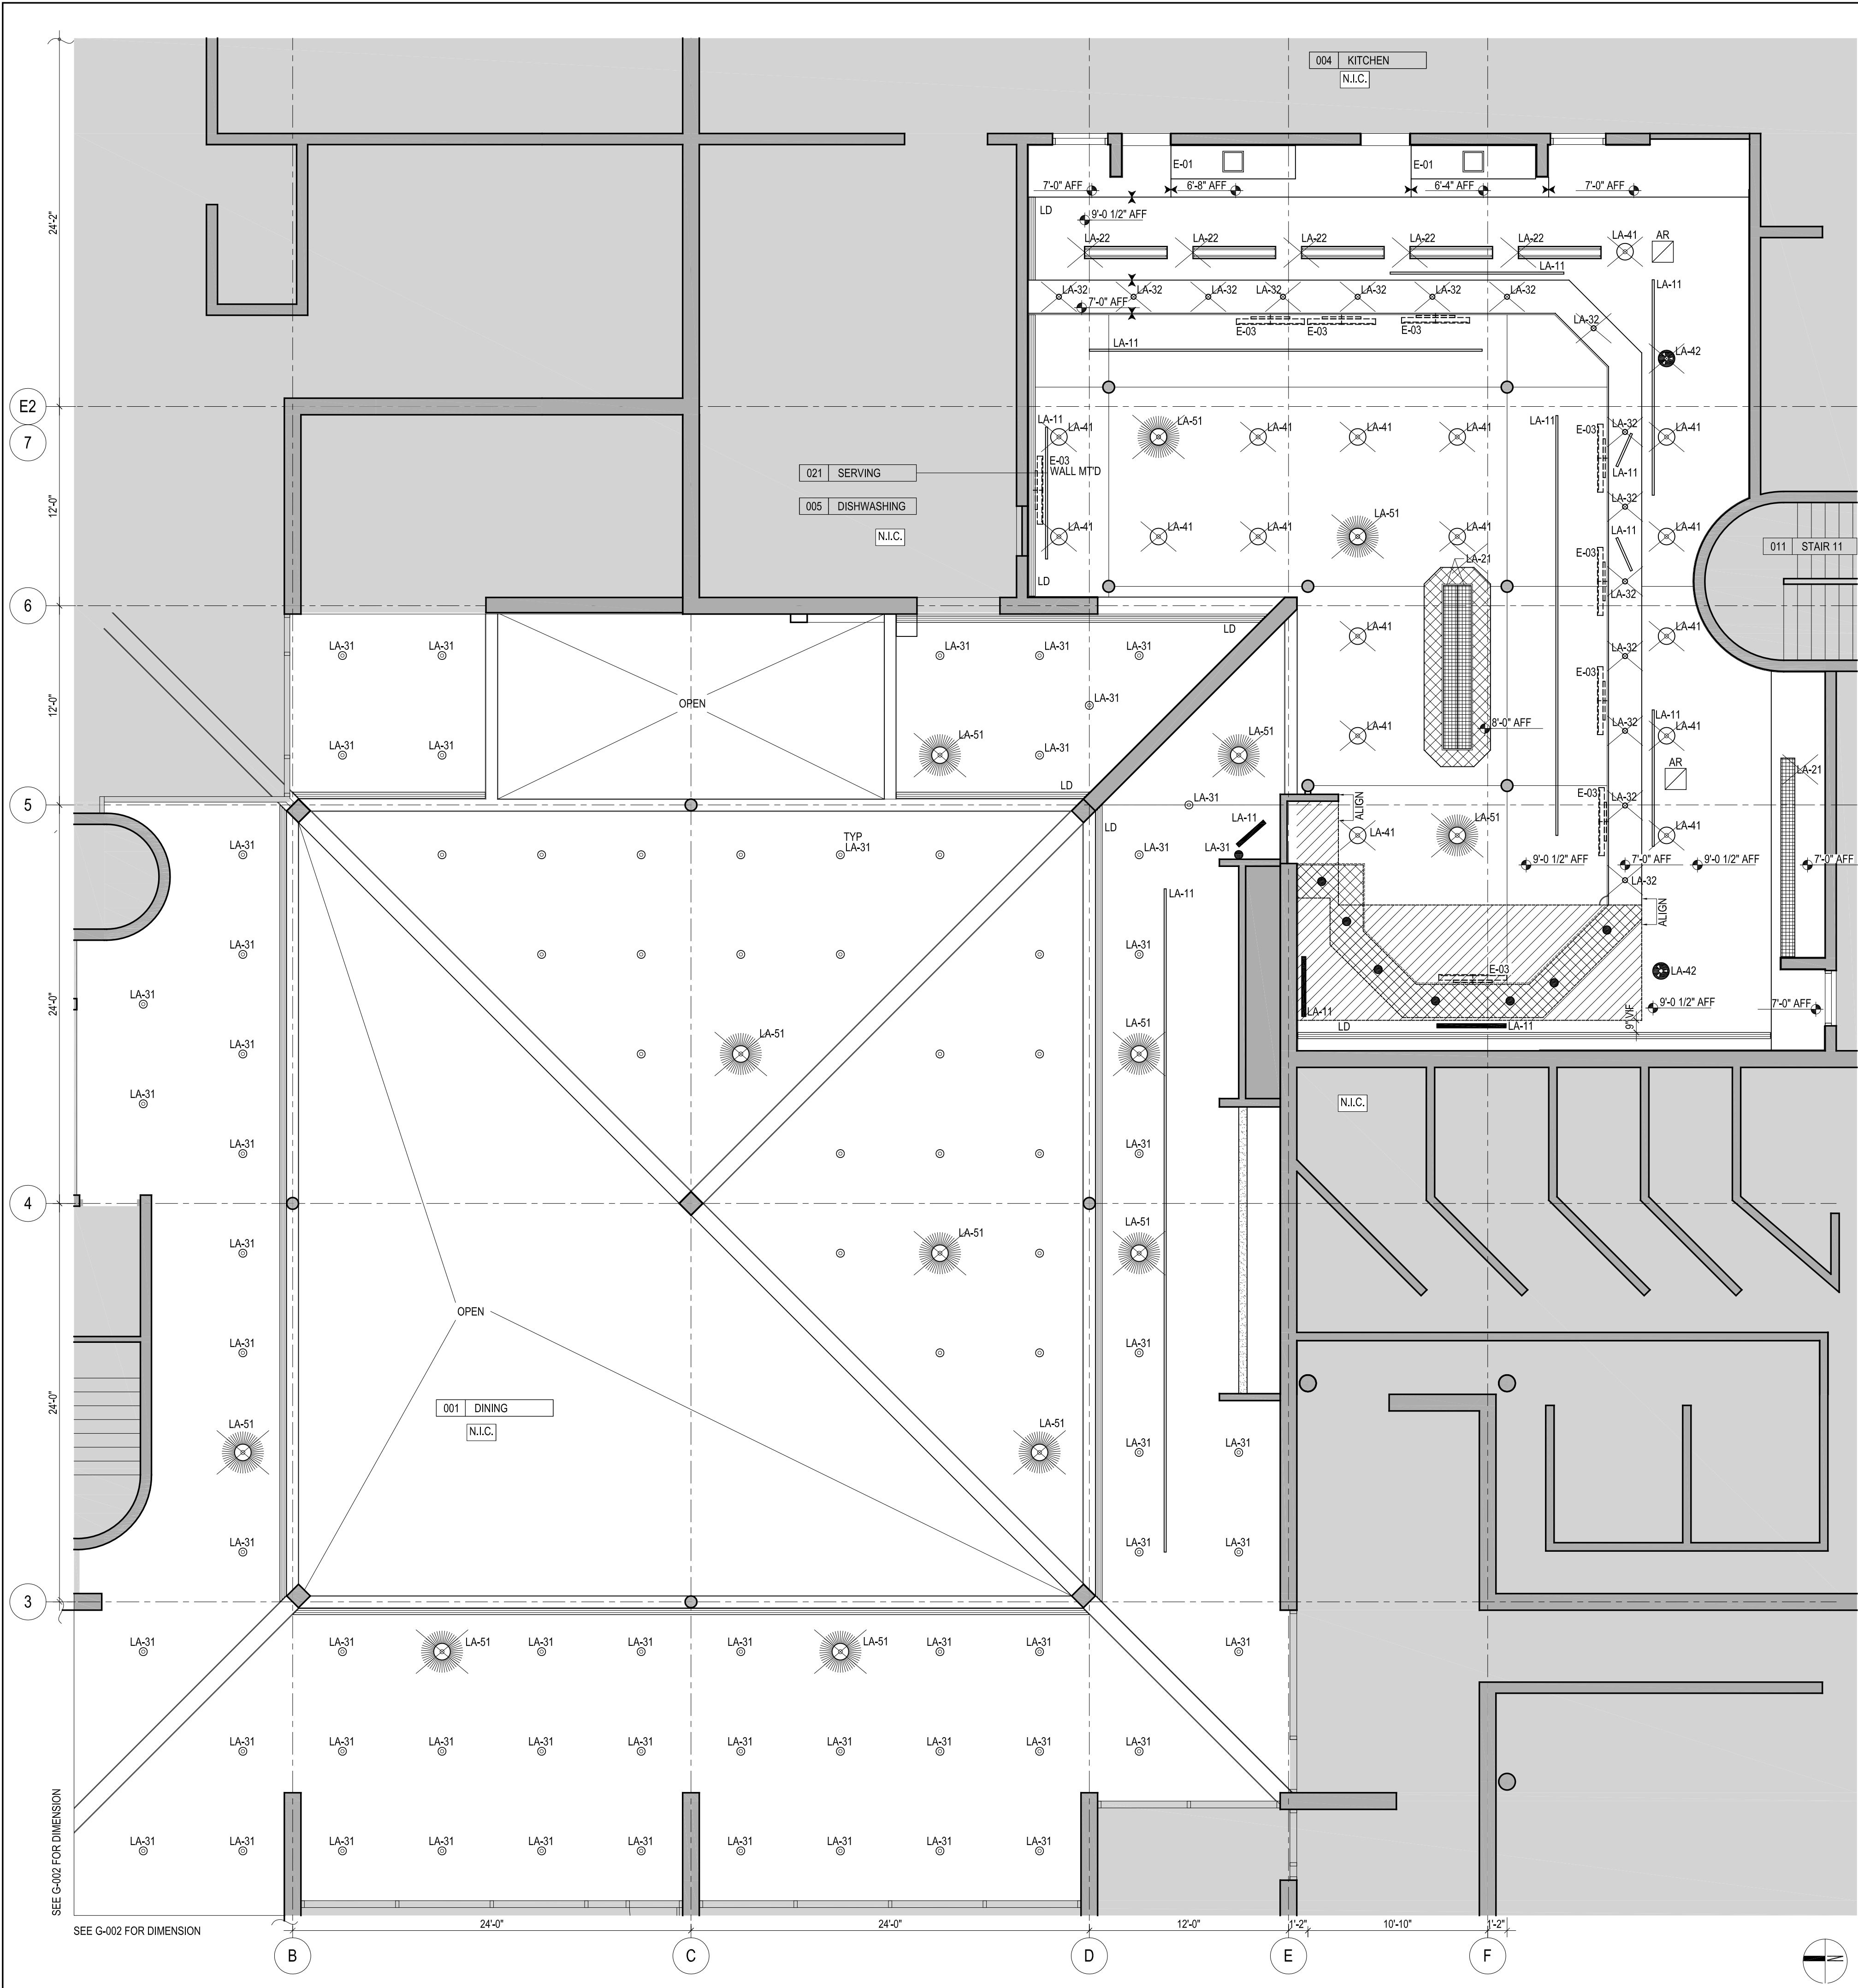 004 KITCHEN
N.I.C.
E-01
E-01
7'-0" AFF
6'-8" AFF
6'-4" AFF
7'-0" AFF
LD
9'-0 1/2" AFF
24'-2"
LA-22
LA-22
LA-22
LA-22
LA-22
LA-41
AR
LA-11
LA-11
LA-32
LA-32
LA-32
LA-32
LA-32
LA-32
LA-32
7'-0" AFF
LA-32
E-03
E-03
E-03
LA-11
LA-42
E2
7
LA-11
LA-41
LA-51
LA-41
LA-41
LA-41
LA-11
E-03
LA-32
LA-41
021 SERVING
E-03
WALL MT'D
LA-11
12'-0"
005 DISHWASHING
N.I.C.
LA-32
LA-41
LA-41
LA-41
LA-51
LA-41
LA-11
LA-41
011 STAIR 11
E-03
LA-21
LD
LA-32
6
LD
LA-31
LA-31
LA-31
LA-31
LA-31
LA-41
LA-32
LA-41
E-03
12'-0"
OPEN
LA-31
8'-0" AFF
LA-32
LA-11
LA-41
LA-41
LA-31
LA-31
LA-51
LA-31
LA-51
AR
LA-21
LD
E-03
5
LA-31
LA-32
ALIGN
LD
LA-11
LA-51
LA-41
LA-41
TYP
LA-31
LA-31
LA-31
LA-31
9'-0 1/2" AFF
7'-0" AFF
9'-0 1/2" AFF
7'-0" AFF
LA-32
LA-11
ALIGN
LA-31
LA-31
E-03
LA-42
LA-31
24'-0"
9'-0 1/2" AFF
7'-0" AFF
LA-11
LA-11
LD
9" VIF
LA-31
LA-51
LA-51
LA-31
N.I.C.
LA-31
LA-31
4
LA-31
LA-51
LA-51
OPEN
LA-31
LA-31
24'-0"
001 DINING
N.I.C.
LA-51
LA-51
LA-31
LA-31
LA-31
LA-31
LA-31
3
LA-31
LA-31
LA-51
LA-31
LA-31
LA-31
LA-51
LA-31
LA-31
LA-31
LA-31
LA-31
LA-31
LA-31
LA-31
LA-31
LA-31
LA-31
LA-31
LA-31
SEE G-002 FOR DIMENSION
LA-31
LA-31
LA-31
LA-31
LA-31
LA-31
LA-31
LA-31
LA-31
LA-31
SEE G-002 FOR DIMENSION
24'-0"
24'-0"
12'-0"
1'-2"
10'-10"
1'-2"
B
C
D
E
F
N